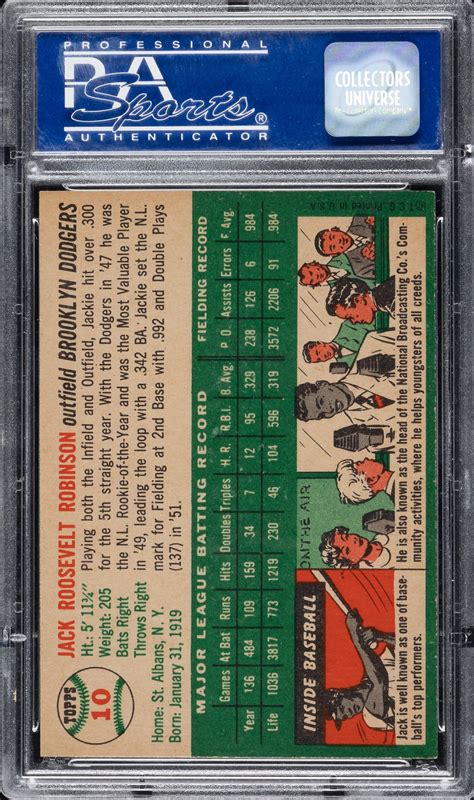 PROFESSIONAL
PSA
Sports®
AUTHENTICATOR
COLLECTORS
UNIVERSE
TOPPS
10
JACK ROOSEVELT ROBINSON outfield BROOKLYN DODGERS
Ht.: 5' 11½"
Weight: 205
Bats Right
Throws Right
Home: St. Albans, N. Y.
Born: January 31, 1919
Playing both the Infield and Outfield, Jackie hit over .300
for the 5th straight year. With the Dodgers in '47 he was
the N.L. Rookie-of-the-Year and was the Most Valuable Player
in '49, leading the loop with a .342 BA. Jackie set the N.L.
mark for Fielding at 2nd Base with .992 and Double Plays
(137) in '51.
MAJOR LEAGUE BATTING RECORD FIELDING RECORD
Games At Bat Runs Hits Doubles Triples H. R. R.B.I. B. Avg. P. O. Assists Errors F. Avg.
Year 136 484 109 159 34 7 12 95 .329 238 126 6 .984
Life 1036 3817 773 1219 230 46 104 596 .319 3572 2206 91 .984
INSIDE BASEBALL
ON THE AIR
Jack is well known as one of base-
ball's top performers.
He is also known as the head of the National Broadcasting Co.'s Com-
munity activities, where he helps youngsters of all creeds.
T. C. G. Printed in U.S.A.